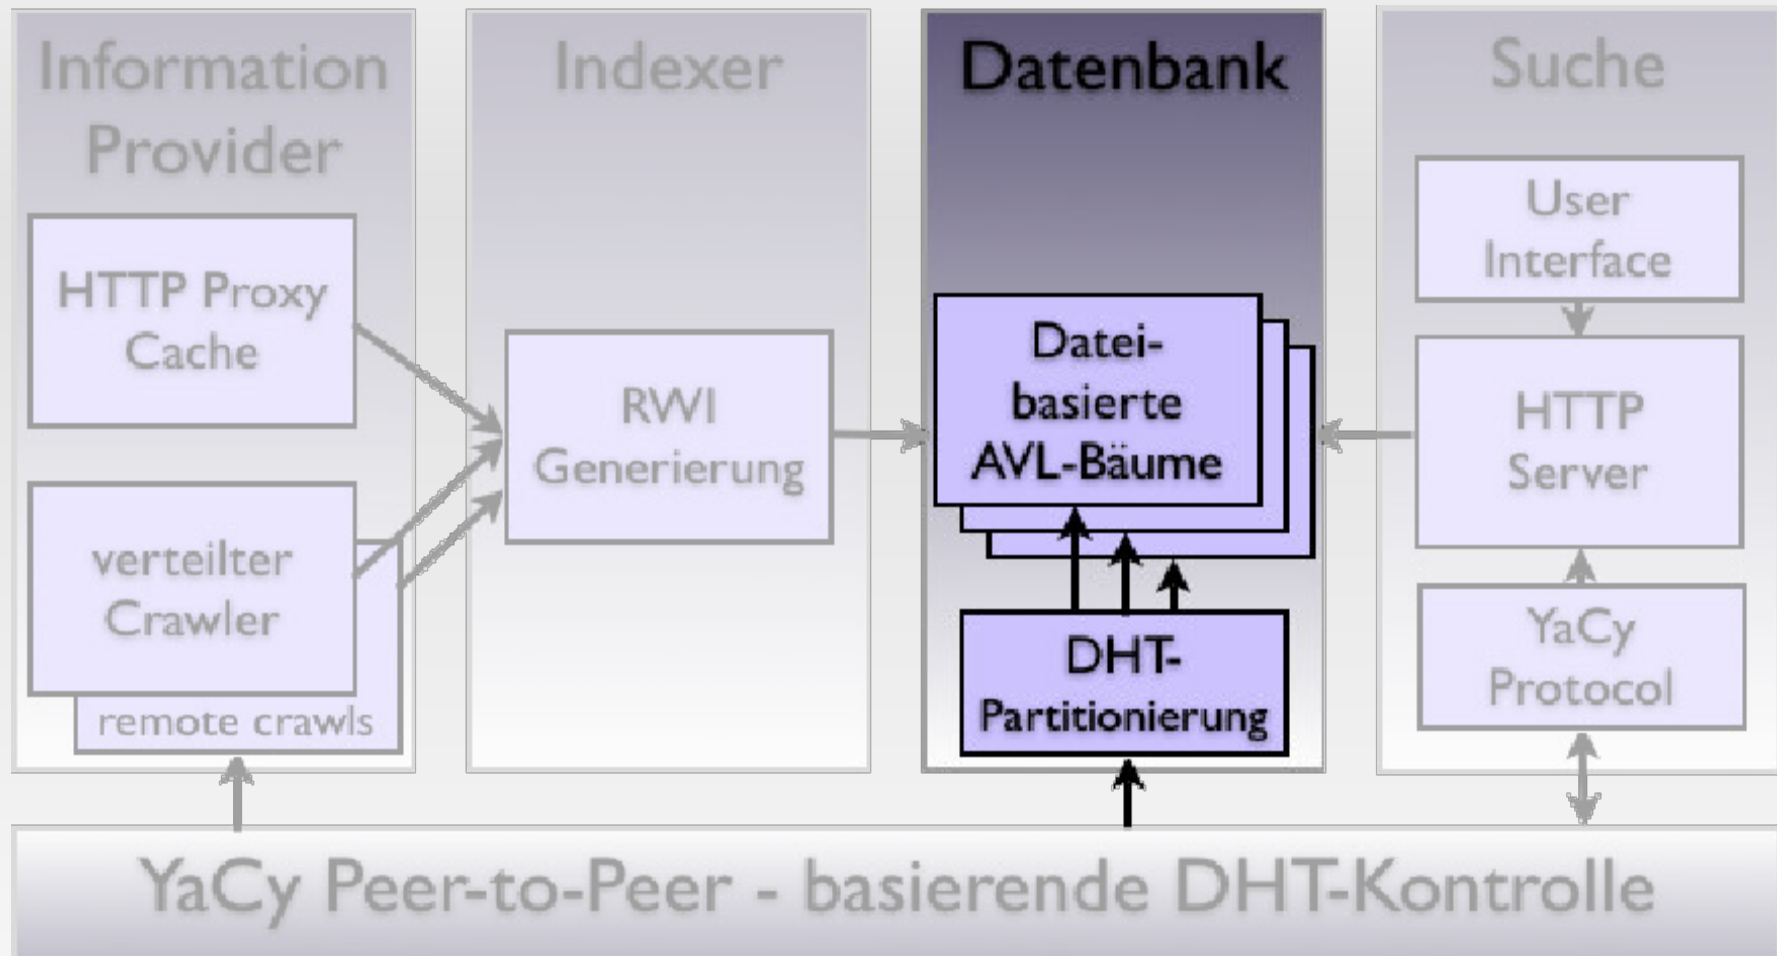 Information
Provider
HTTP Proxy
Cache
verteilter
Crawler
remote crawls
Indexer
RWI
Generierung
Datenbank
Datei-
basierte
AVL-Bäume
DHT-
Partitionierung
Suche
User
Interface
HTTP
Server
YaCy
Protocol
YaCy Peer-to-Peer - basierende DHT-Kontrolle